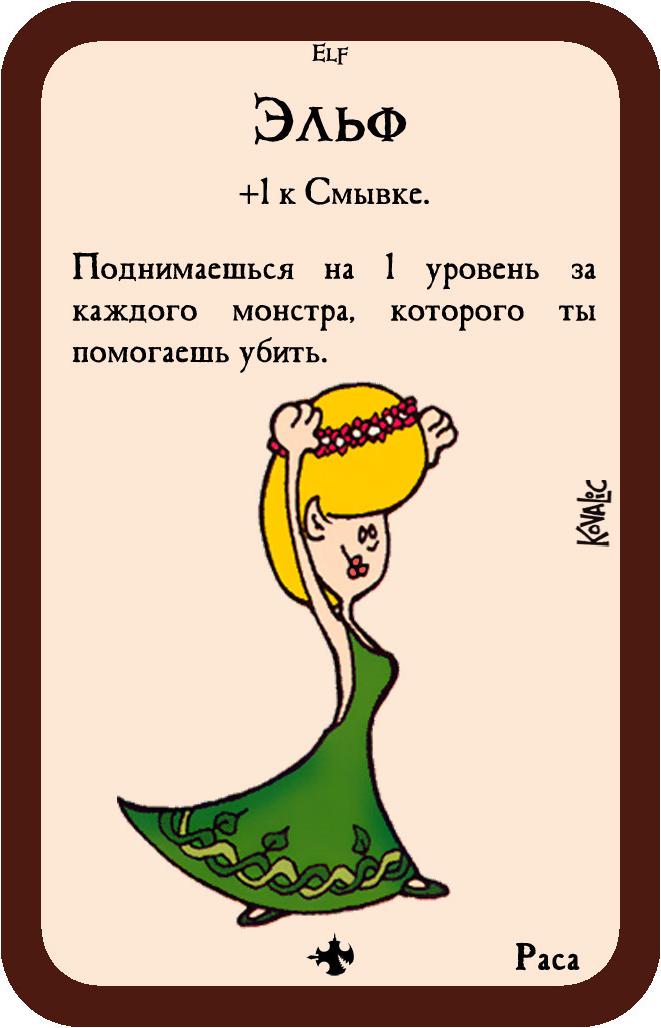 Elf
Эльф
+1 к Смывке.
Поднимаешься на 1 уровень за
каждого монстра, которого ты
помогаешь убить.
Kovalic
Раса